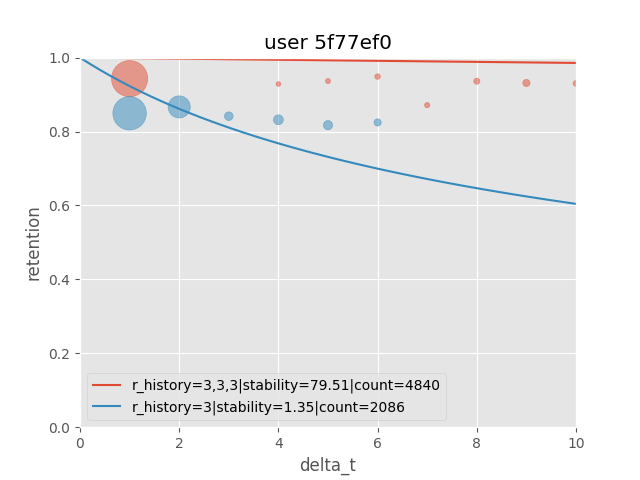 user 5f77ef0
1.0
0.8
0.6
0.4
0.2
0.0
retention
r_history=3,3,3|stability=79.51|count=4840
r_history=3|stability=1.35|count=2086
0 2 4 6 8 10
delta_t